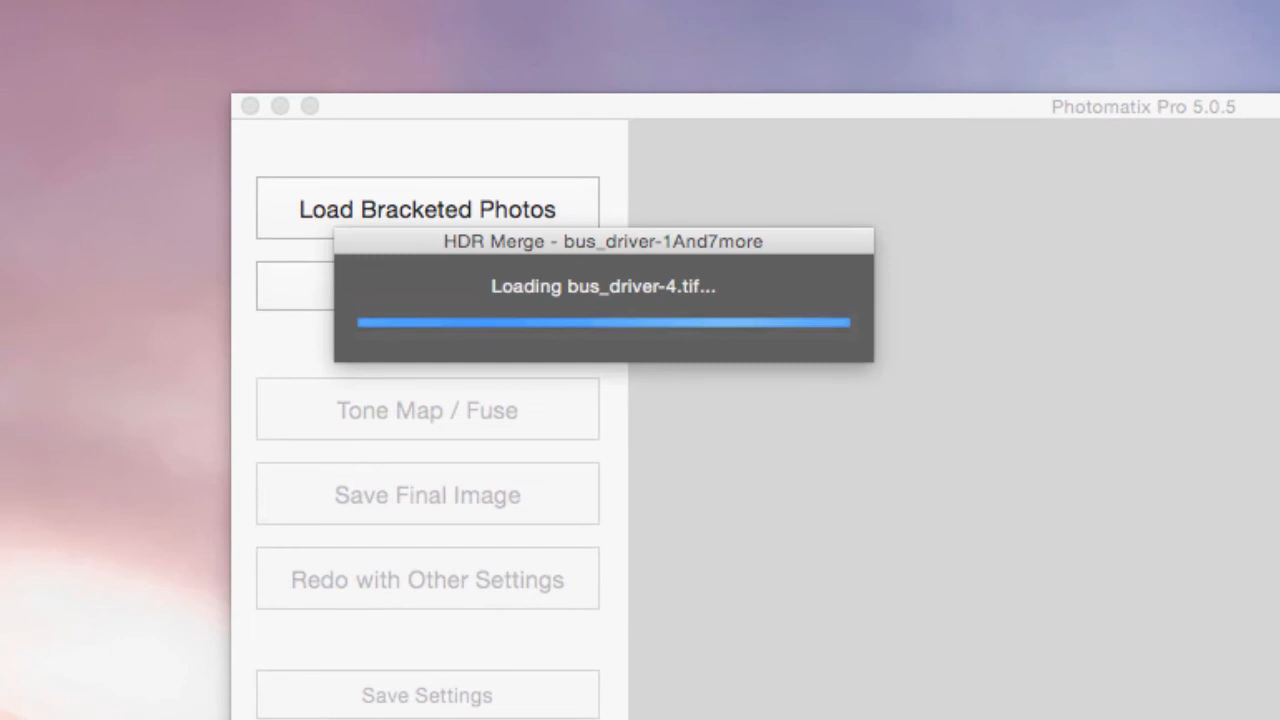 Photomatix Pro 5.0.5
Load Bracketed Photos
HDR Merge - bus_driver-1And7more
Loading bus_driver-4.tif...
Tone Map / Fuse
Save Final Image
Redo with Other Settings
Save Settings